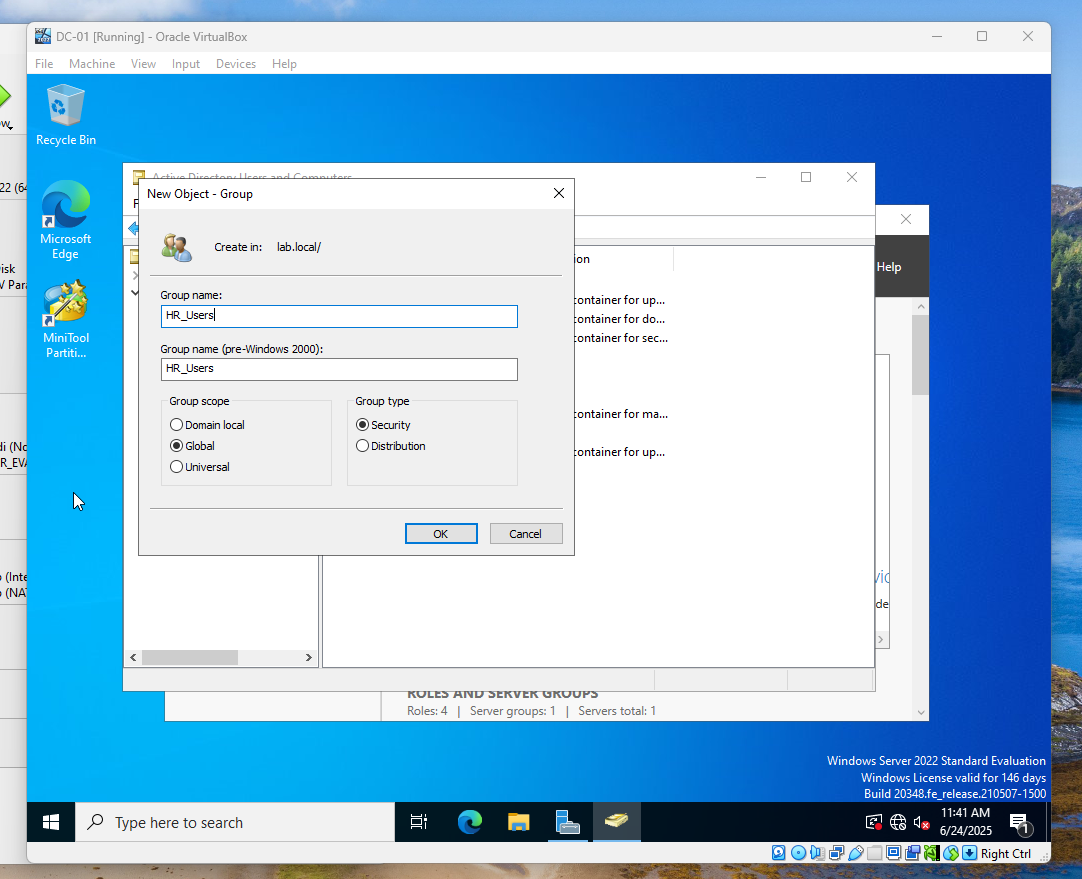 DC-01 [Running] - Oracle VirtualBox
File Machine View Input Devices Help
Recycle Bin
Microsoft
Edge
MiniTool
Partiti...
Active Directory Users and Computers
New Object - Group
Create in: lab.local/
Group name:
HR_Users
Group name (pre-Windows 2000):
HR_Users
Group scope
Domain local
Global
Universal
Group type
Security
Distribution
OK
Cancel
container for up...
container for do...
container for sec...
container for ma...
container for up...
Help
ROLES AND SERVER GROUPS
Roles: 4 | Server groups: 1 | Servers total: 1
Windows Server 2022 Standard Evaluation
Windows License valid for 146 days
Build 20348.fe_release.210507-1500
Type here to search
11:41 AM
6/24/2025
1
Right Ctrl